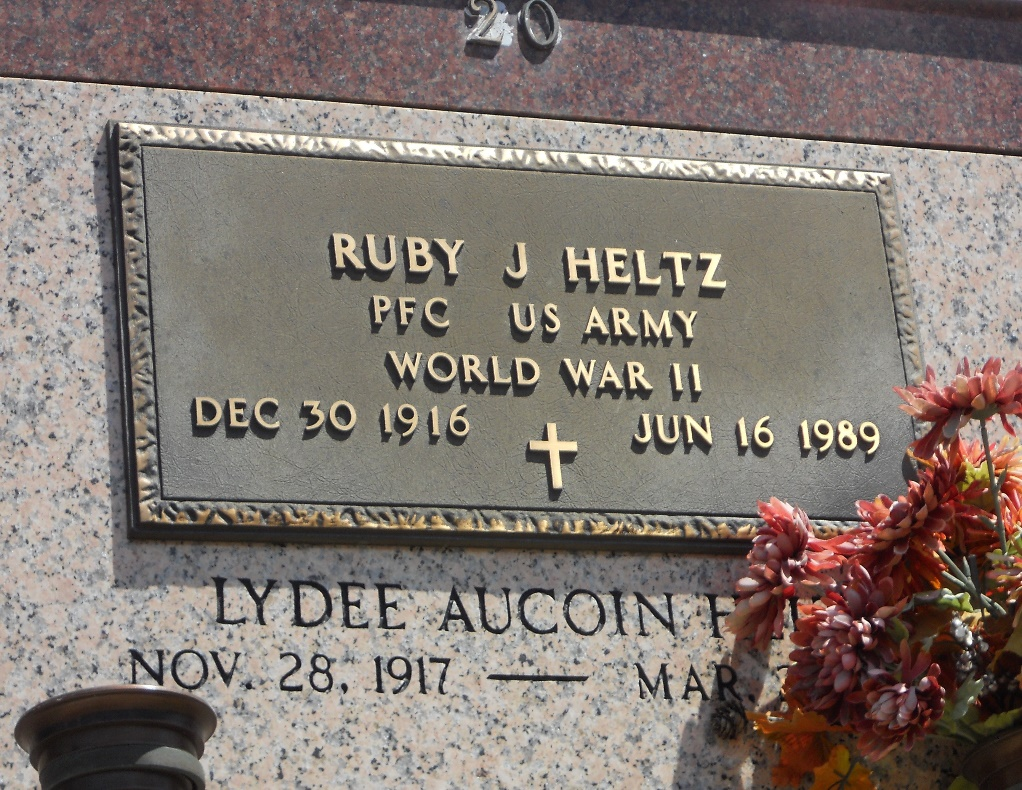 20
RUBY J HELTZ
PFC US ARMY
WORLD WAR II
DEC 30 1916 JUN 16 1989
LYDEE AUCOIN
NOV. 28, 1917 — MAR